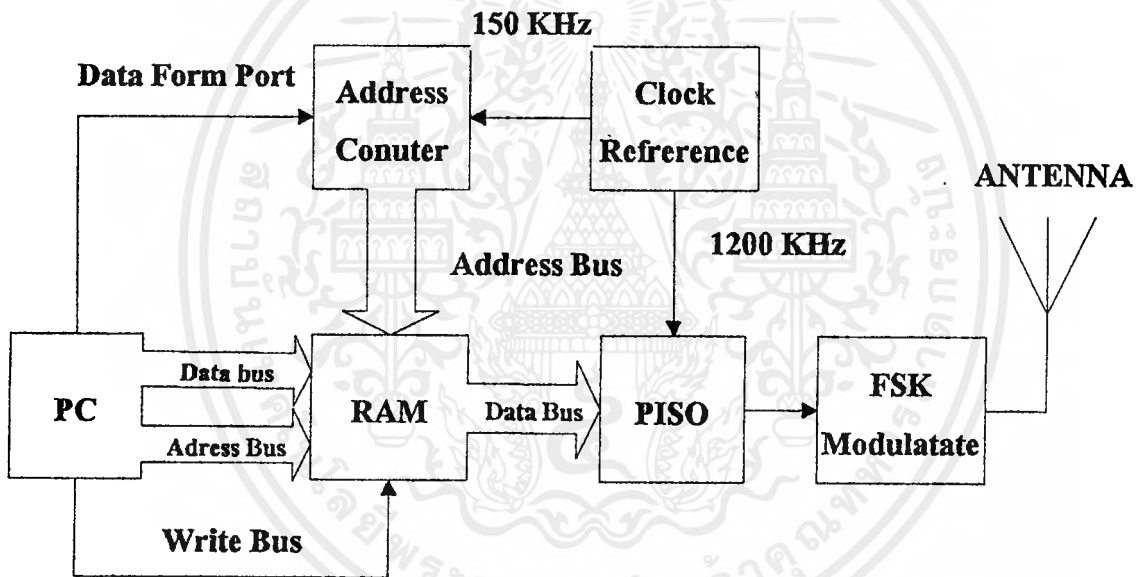 150 KHz
Data Form Port
Address
Conuter
Clock
Refrerence
ANTENNA
1200 KHz
Address Bus
PC
Data bus
Adress Bus
RAM
Data Bus
PISO
FSK
Modulatate
Write Bus